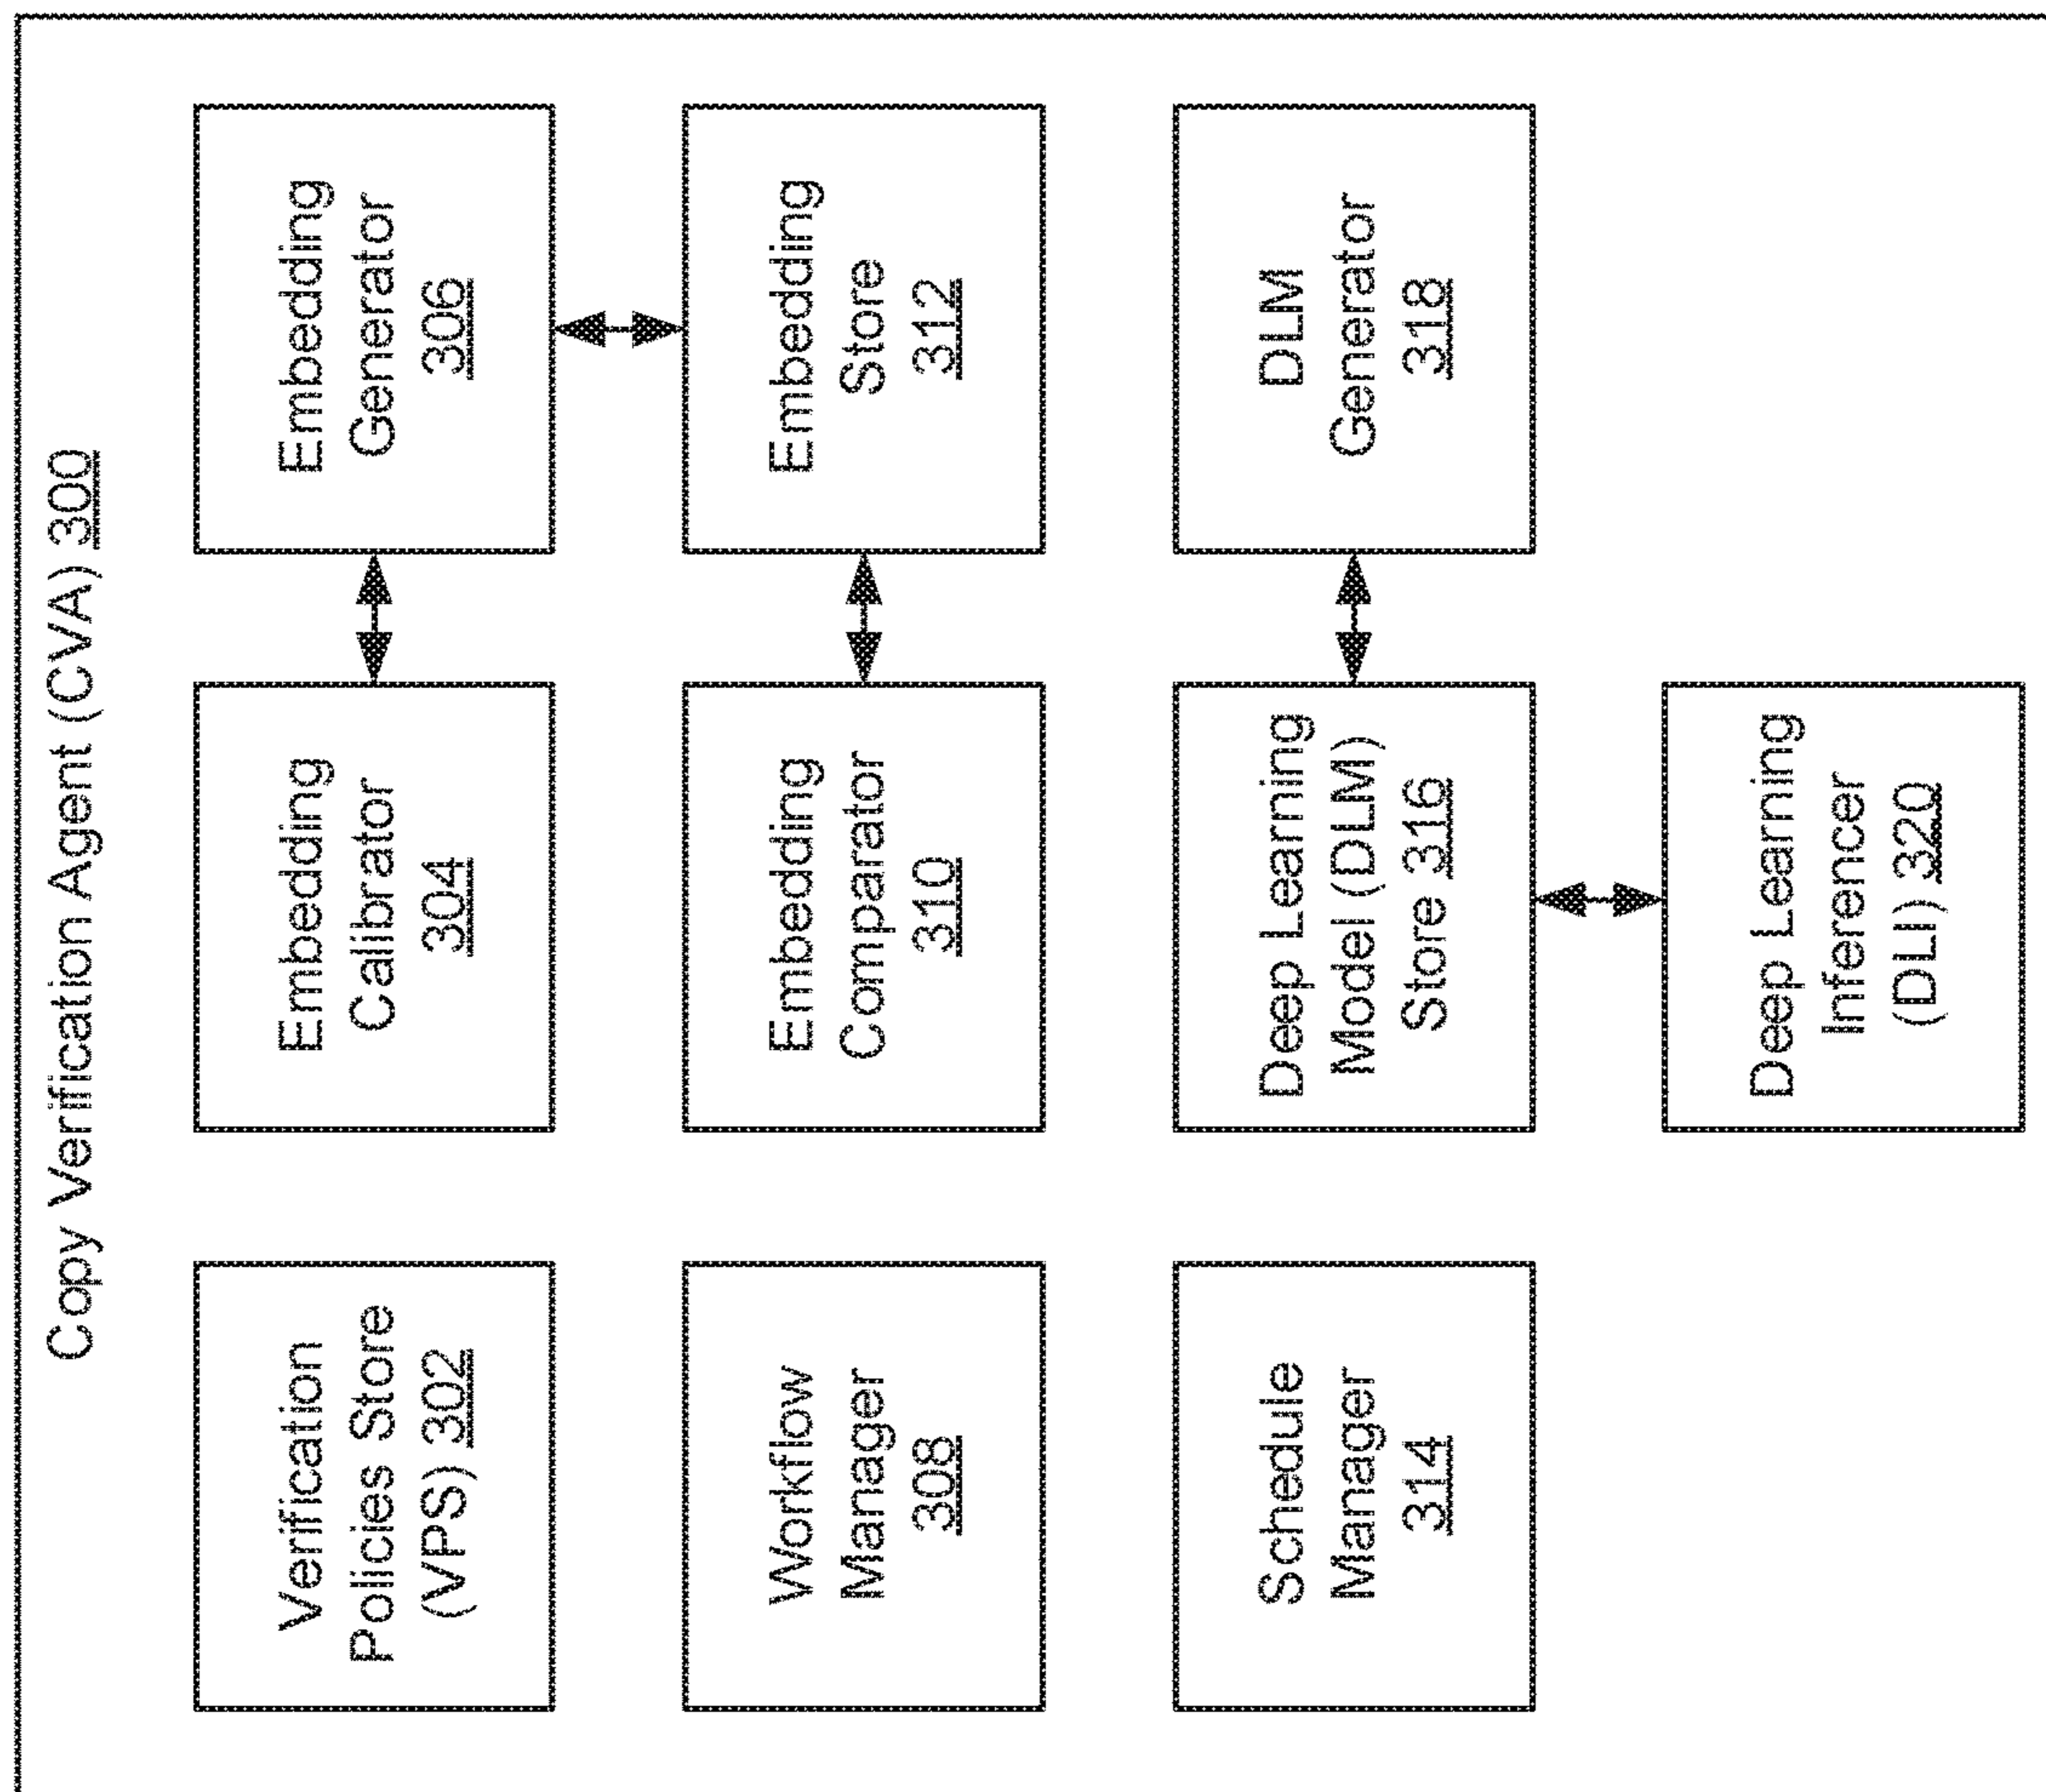 Copy Verification Agent (CVA) 300
Verification
Policies Store
(VPS) 302
Embedding
Calibrator
304
Embedding
Generator
306
Workflow
Manager
308
Embedding
Comparator
310
Embedding
Store
312
Schedule
Manager
314
Deep Learning
Model (DLM)
Store 316
DLM
Generator
318
Deep Learning
Inferencer
(DLI) 320